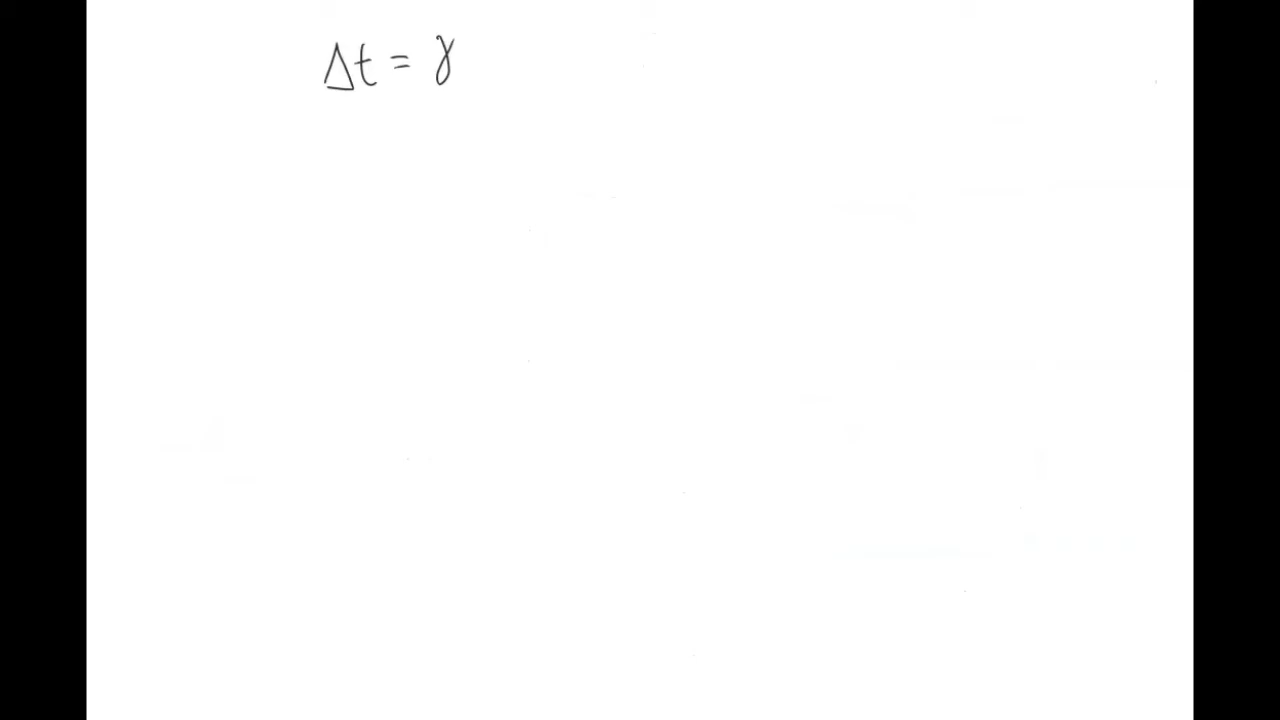 Δt = γ